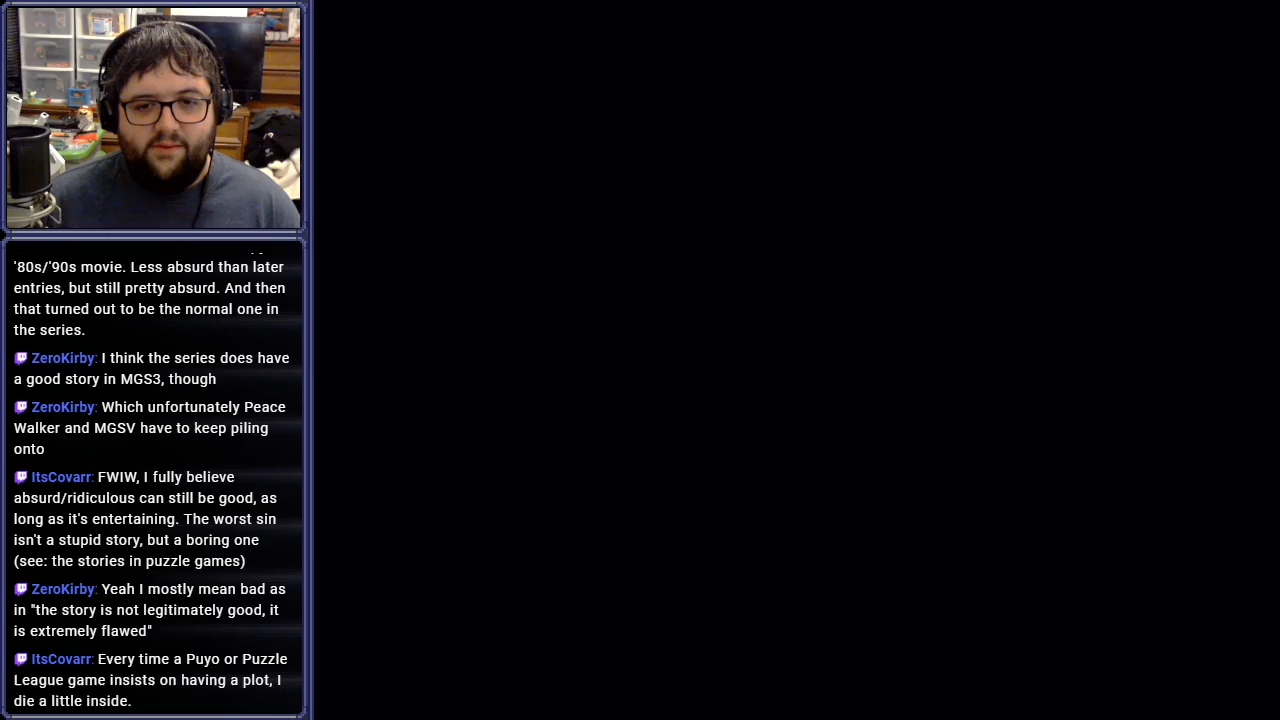 '80s/'90s movie. Less absurd than later
entries, but still pretty absurd. And then
that turned out to be the normal one in
the series.
ZeroKirby: I think the series does have
a good story in MGS3, though
ZeroKirby: Which unfortunately Peace
Walker and MGSV have to keep piling
onto
ItsCovarr: FWIW, I fully believe
absurd/ridiculous can still be good, as
long as it's entertaining. The worst sin
isn't a stupid story, but a boring one
(see: the stories in puzzle games)
ZeroKirby: Yeah I mostly mean bad as
in "the story is not legitimately good, it
is extremely flawed"
ItsCovarr: Every time a Puyo or Puzzle
League game insists on having a plot, I
die a little inside.